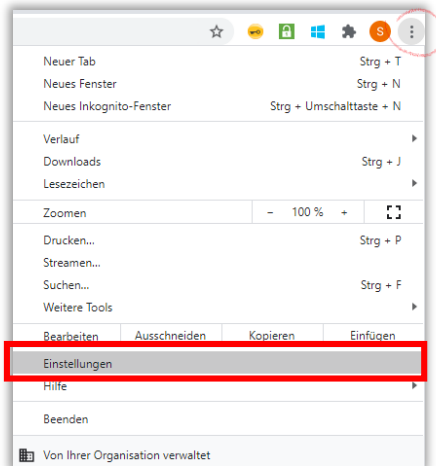 S
Neuer Tab Strg + T
Neues Fenster Strg + N
Neues Inkognito-Fenster Strg + Umschalttaste + N
Verlauf
Downloads Strg + J
Lesezeichen
Zoomen - 100 % +
Drucken... Strg + P
Streamen...
Suchen... Strg + F
Weitere Tools
Bearbeiten Ausschneiden Kopieren Einfügen
Einstellungen
Hilfe
Beenden
Von Ihrer Organisation verwaltet